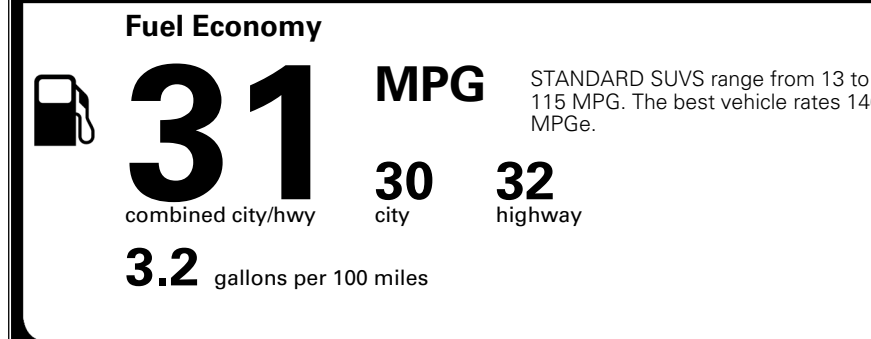 Fuel Economy
31
MPG
STANDARD SUVS range from 13 to
115 MPG. The best vehicle rates
MPGe.
30
32
combined city/hwy
city
highway
3.2 gallons per 100 miles